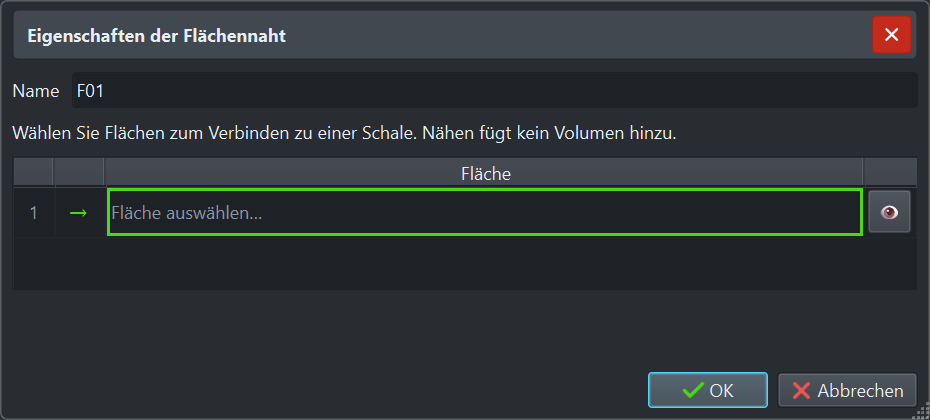 Eigenschaften der Flächennaht
Name F01
Wählen Sie Flächen zum Verbinden zu einer Schale. Nähen fügt kein Volumen hinzu.
Fläche
1 → Fläche auswählen...
OK Abbrechen